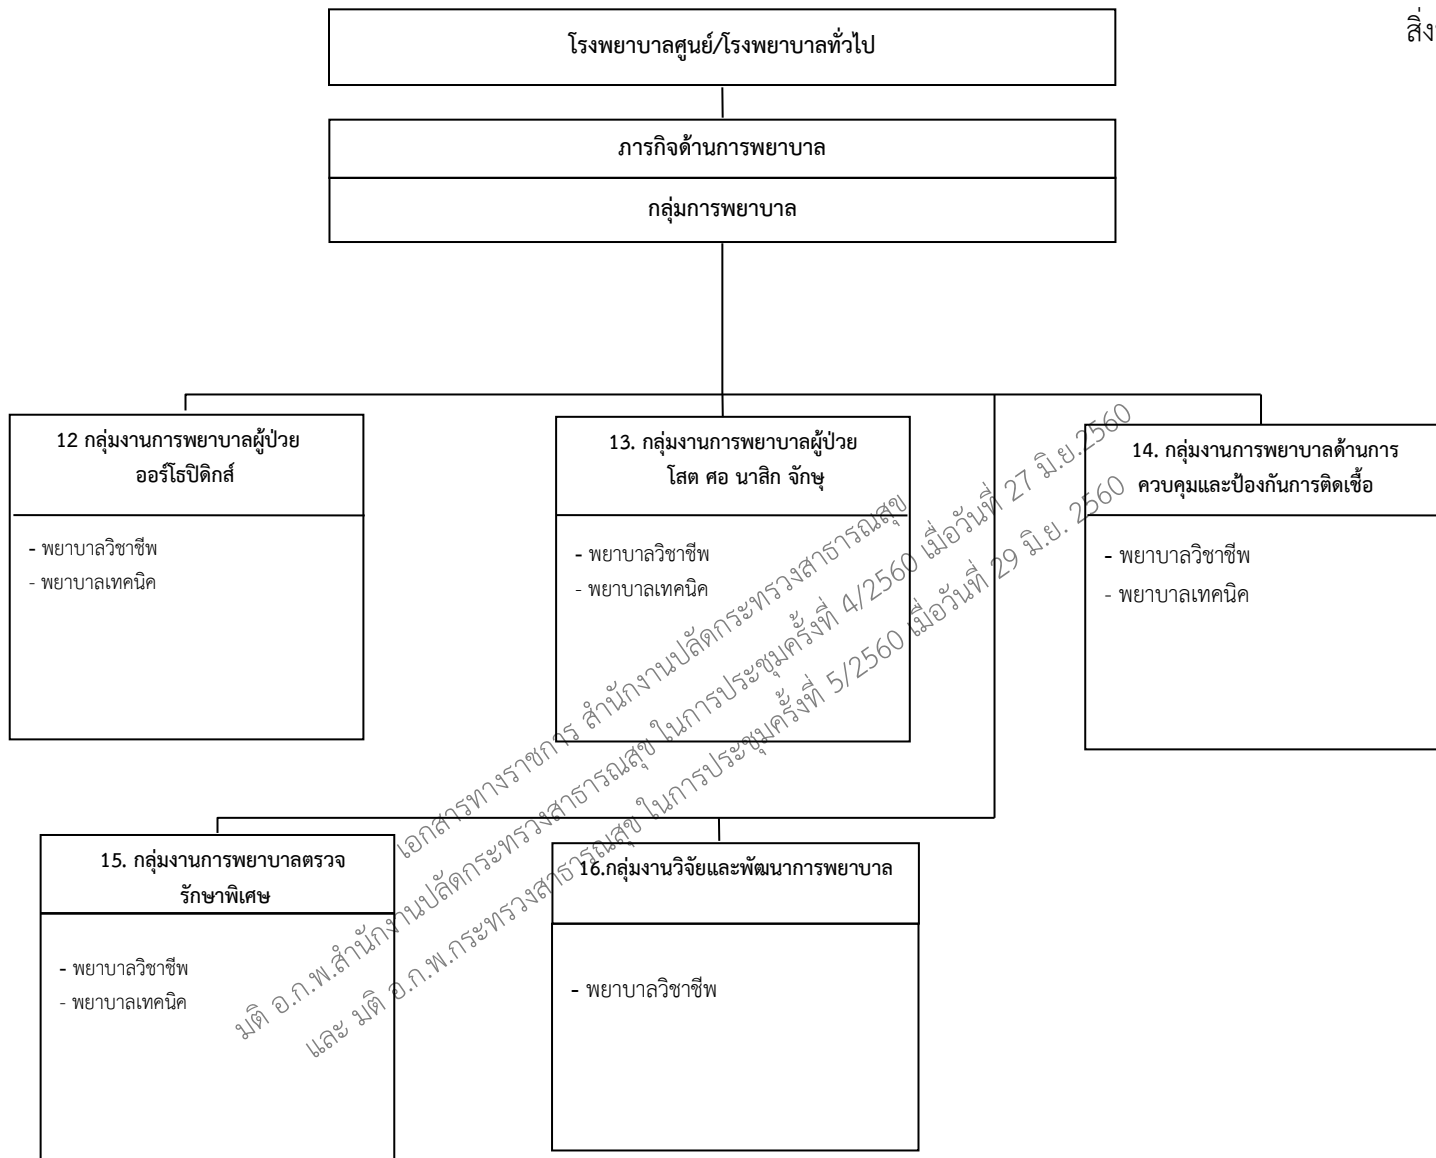 สิ่ง
โรงพยาบาลศูนย์/โรงพยาบาลทั่วไป
ภารกิจด้านการพยาบาล
กลุ่มการพยาบาล
12 กลุ่มงานการพยาบาลผู้ป่วย
ออร์โธปิดิกส์
- พยาบาลวิชาชีพ
- พยาบาลเทคนิค
13. กลุ่มงานการพยาบาลผู้ป่วย
โสต ศอ นาสิก จักษุ
- พยาบาลวิชาชีพ
- พยาบาลเทคนิค
14. กลุ่มงานการพยาบาลด้านการ
ควบคุมและป้องกันการติดเชื้อ
- พยาบาลวิชาชีพ
- พยาบาลเทคนิค
15. กลุ่มงานการพยาบาลตรวจ
รักษาพิเศษ
- พยาบาลวิชาชีพ
- พยาบาลเทคนิค
16.กลุ่มงานวิจัยและพัฒนาการพยาบาล
- พยาบาลวิชาชีพ
เอกสารทางราชการ สำนักงานปลัดกระทรวงสาธารณสุข
มติ อ.ก.พ.สำนักงานปลัดกระทรวงสาธารณสุข ในการประชุมครั้งที่ 4/2560 เมื่อวันที่ 27 มิ.ย.2560
และ มติ อ.ก.พ.กระทรวงสาธารณสุข ในการประชุมครั้งที่ 5/2560 เมื่อวันที่ 29 มิ.ย. 2560